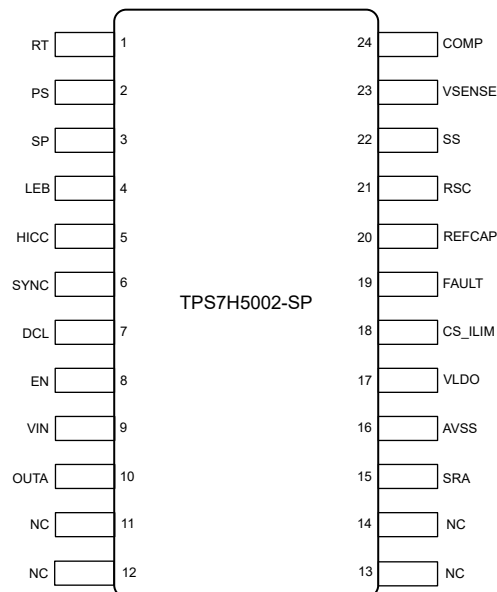 RT 1 24 COMP
PS 2 23 VSENSE
SP 3 22 SS
LEB 4 21 RSC
HICC 5 20 REFCAP
SYNC 6 19 FAULT
TPS7H5002-SP
DCL 7 18 CS_ILIM
EN 8 17 VLDO
VIN 9 16 AVSS
OUTA 10 15 SRA
NC 11 14 NC
NC 12 13 NC